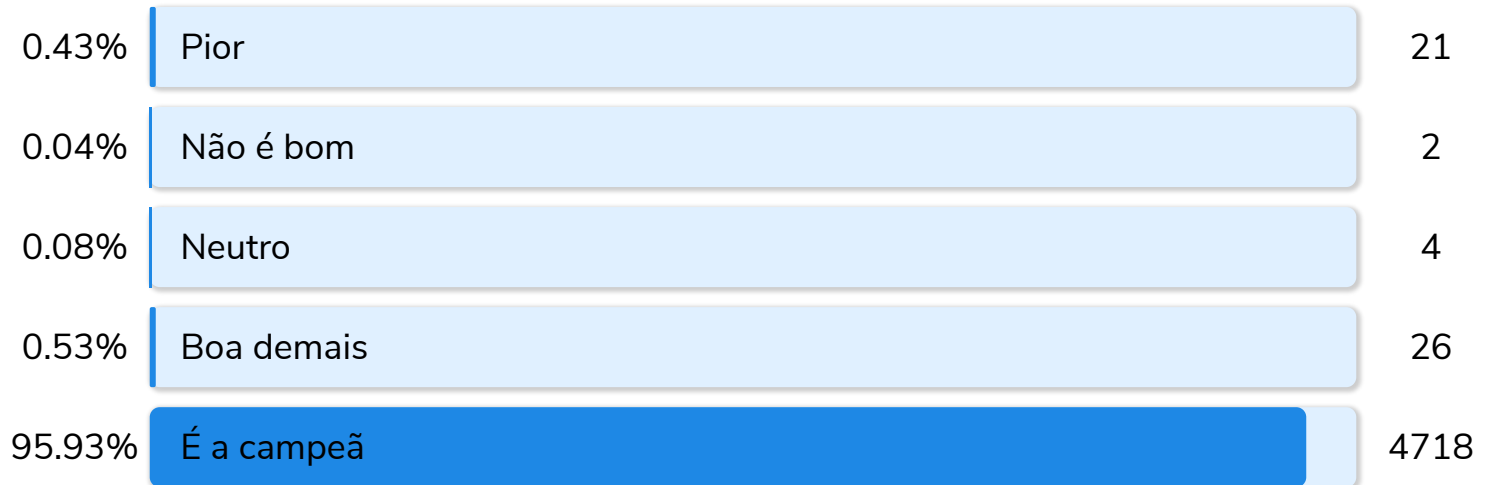 0.43% Pior 21
0.04% Não é bom 2
0.08% Neutro 4
0.53% Boa demais 26
95.93% É a campeã 4718